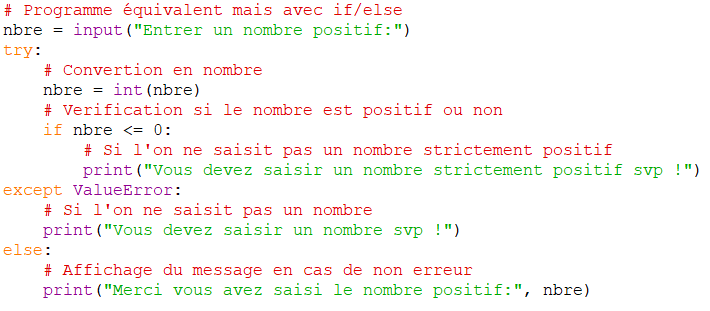 # Programme équivalent mais avec if/else
nbre = input("Entrer un nombre positif:")
try:
    # Convertion en nombre
    nbre = int(nbre)
    # Verification si le nombre est positif ou non
    if nbre <= 0:
        # Si l'on ne saisit pas un nombre strictement positif
        print("Vous devez saisir un nombre strictement positif svp !")
except ValueError:
    # Si l'on ne saisit pas un nombre
    print("Vous devez saisir un nombre svp !")
else:
    # Affichage du message en cas de non erreur
    print("Merci vous avez saisi le nombre positif:", nbre)